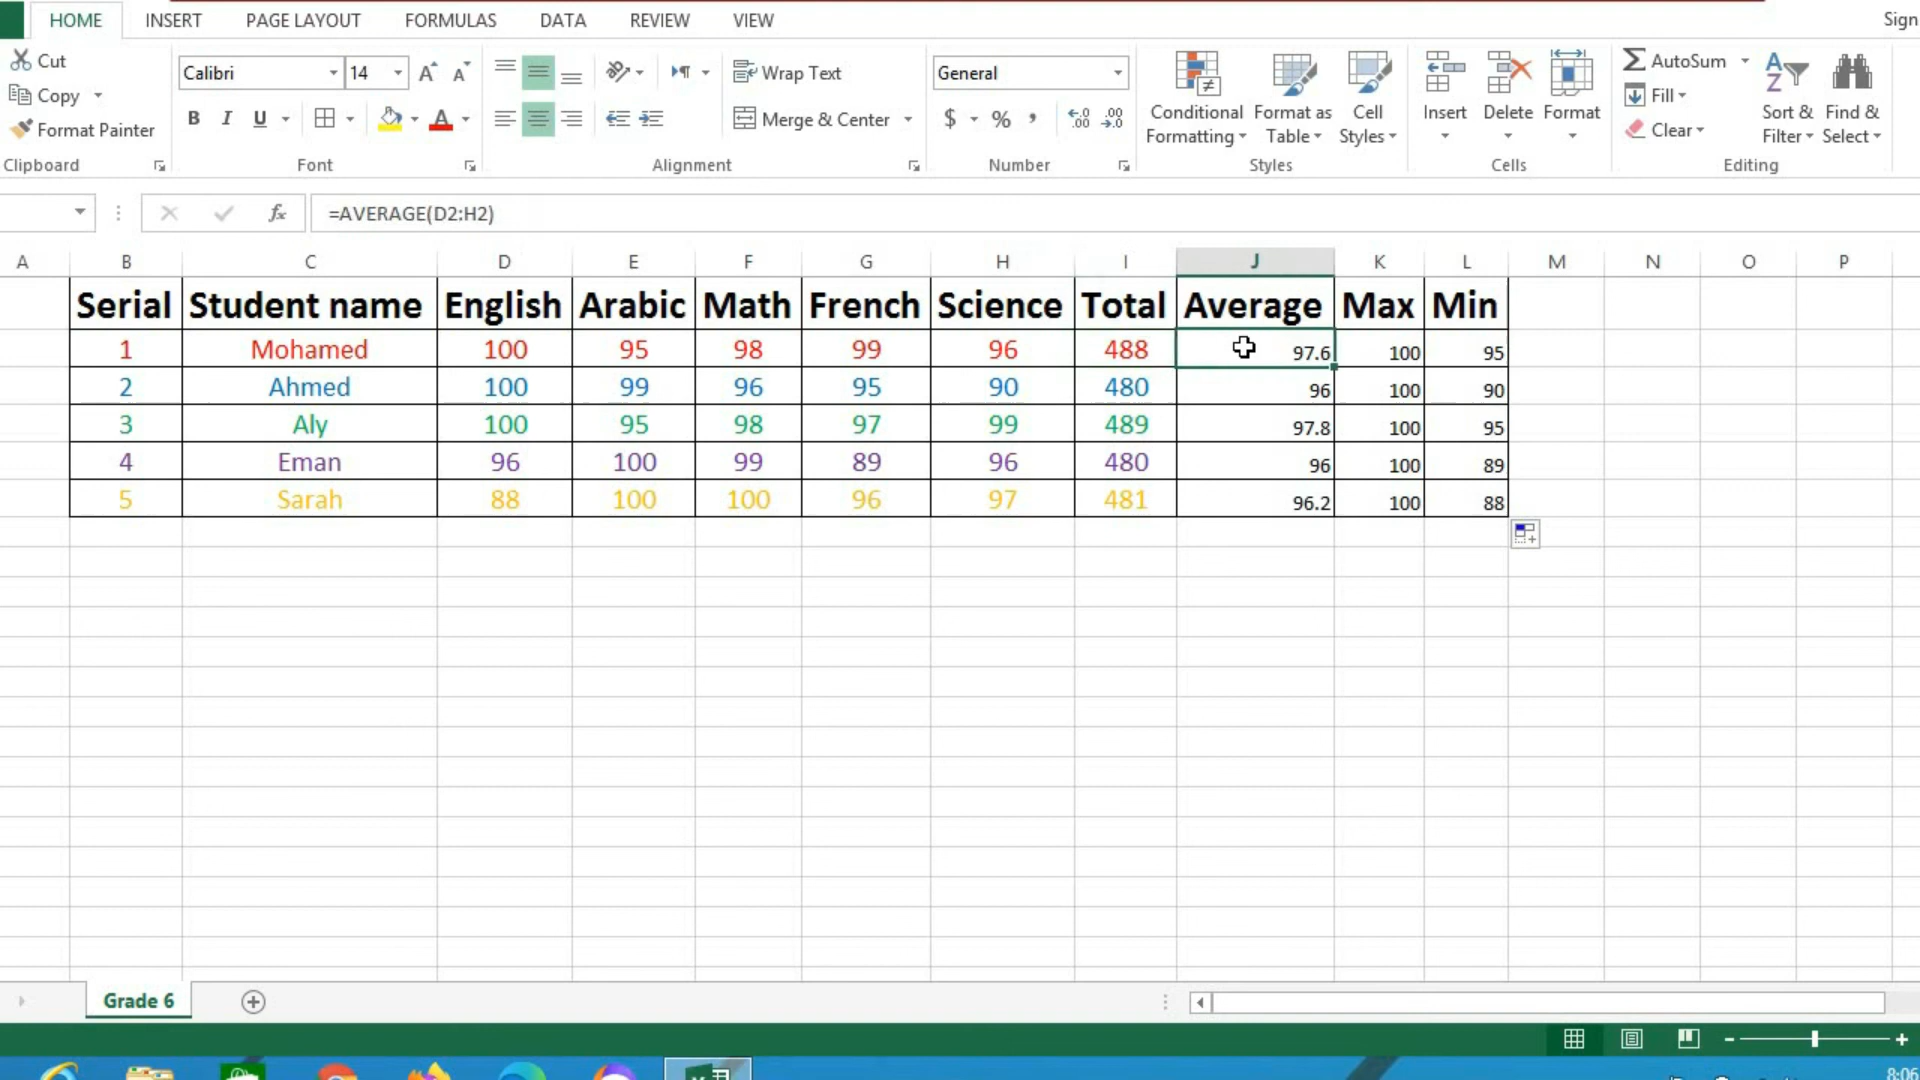 HOME INSERT PAGE LAYOUT FORMULAS DATA REVIEW VIEW Sign
Cut
Copy
Format Painter
Clipboard
Calibri 14
B I U
Font
Wrap Text
Merge & Center
Alignment
General
$ % ,
Number
Conditional Formatting
Format as Table
Cell Styles
Styles
Insert Delete Format
Cells
AutoSum
Fill
Clear
Sort & Filter
Find & Select
Editing
fx =AVERAGE(D2:H2)
A B C D E F G H I J K L M N O P
Serial Student name English Arabic Math French Science Total Average Max Min
1 Mohamed 100 95 98 99 96 488 97.6 100 95
2 Ahmed 100 99 96 95 90 480 96 100 90
3 Aly 100 95 98 97 99 489 97.8 100 95
4 Eman 96 100 99 89 96 480 96 100 89
5 Sarah 88 100 100 96 97 481 96.2 100 88
Grade 6
8:06